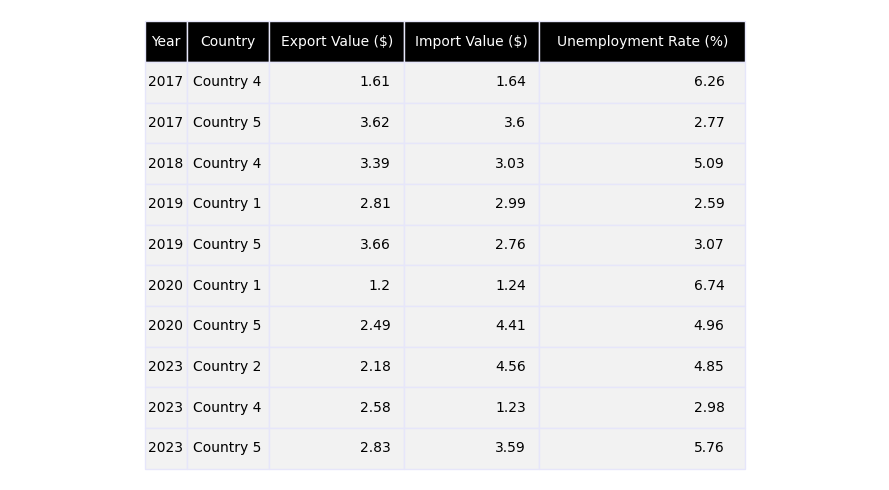 Year Country Export Value ($) Import Value ($) Unemployment Rate (%)
2017 Country 4 1.61 1.64 6.26
2017 Country 5 3.62 3.6 2.77
2018 Country 4 3.39 3.03 5.09
2019 Country 1 2.81 2.99 2.59
2019 Country 5 3.66 2.76 3.07
2020 Country 1 1.2 1.24 6.74
2020 Country 5 2.49 4.41 4.96
2023 Country 2 2.18 4.56 4.85
2023 Country 4 2.58 1.23 2.98
2023 Country 5 2.83 3.59 5.76